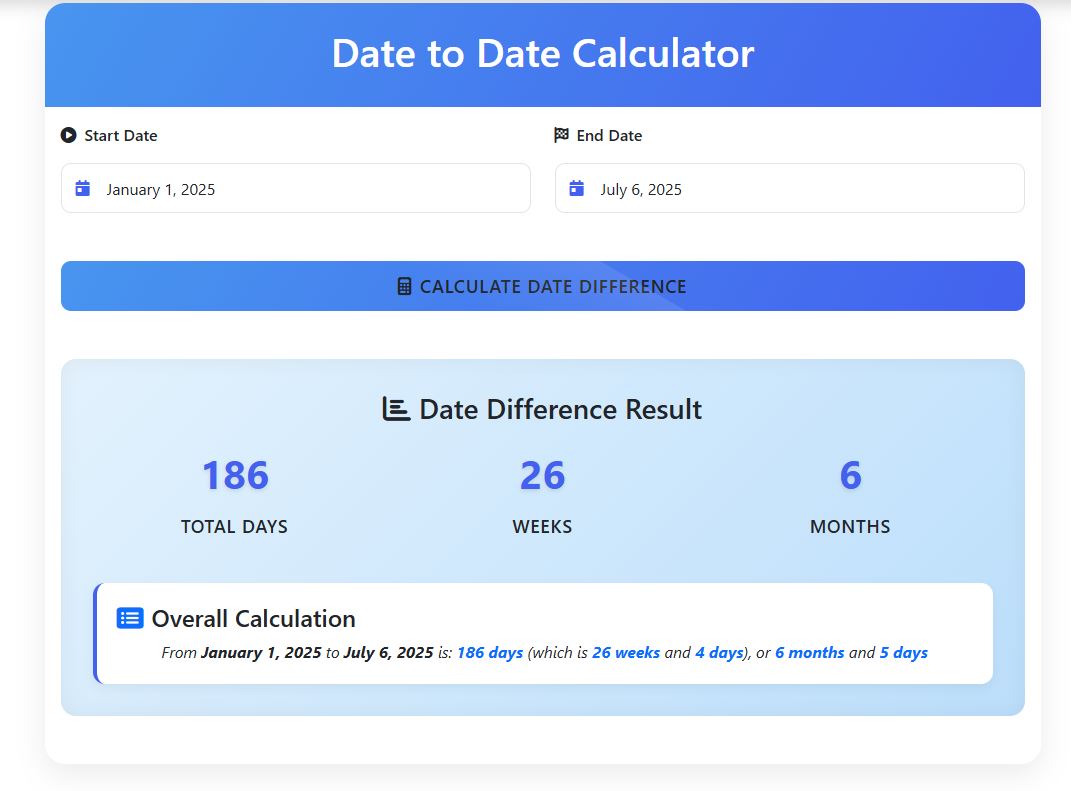 Date to Date Calculator
Start Date
End Date
January 1, 2025
July 6, 2025
CALCULATE DATE DIFFERENCE
Date Difference Result
186
26
6
TOTAL DAYS
WEEKS
MONTHS
Overall Calculation
From January 1, 2025 to July 6, 2025 is: 186 days (which is 26 weeks and 4 days), or 6 months and 5 days